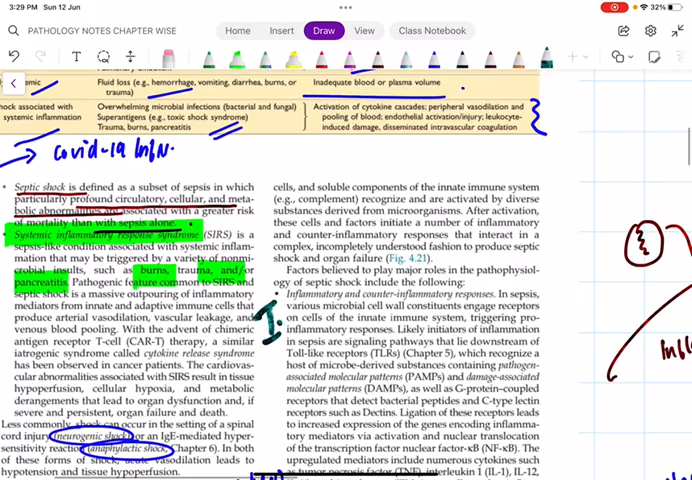 3:29 PM Sun 12 Jun
32%
PATHOLOGY NOTES CHAPTER WISE
Home Insert Draw View Class Notebook
Fluid loss (e.g., hemorrhage, vomiting, diarrhea, burns, or trauma)
Inadequate blood or plasma volume
hock associated with systemic inflammation
Overwhelming microbial infections (bacterial and fungal)
Superantigens (e.g., toxic shock syndrome)
Trauma, burns, pancreatitis
Activation of cytokine cascades; peripheral vasodilation and
pooling of blood; endothelial activation/injury; leukocyte-
induced damage, disseminated intravascular coagulation
Covid-19 Infn.
• Septic shock is defined as a subset of sepsis in which
particularly profound circulatory, cellular, and meta-
bolic abnormalities are associated with a greater risk
of mortality than with sepsis alone.
• Systemic inflammatory response syndrome (SIRS) is a
sepsis-like condition associated with systemic inflam-
mation that may be triggered by a variety of nonmi-
crobial insults, such as burns, trauma, and/or
pancreatitis. Pathogenic feature common to SIRS and
septic shock is a massive outpouring of inflammatory
mediators from innate and adaptive immune cells that
produce arterial vasodilation, vascular leakage, and
venous blood pooling. With the advent of chimeric
antigen receptor T-cell (CAR-T) therapy, a similar
iatrogenic syndrome called cytokine release syndrome
has been observed in cancer patients. The cardiovas-
cular abnormalities associated with SIRS result in tissue
hypoperfusion, cellular hypoxia, and metabolic
derangements that lead to organ dysfunction and, if
severe and persistent, organ failure and death.
Less commonly, shock can occur in the setting of a spinal
cord injury (neurogenic shock) or an IgE-mediated hyper-
sensitivity reaction (anaphylactic shock, Chapter 6). In both
of these forms of shock, acute vasodilation leads to
hypotension and tissue hypoperfusion.
cells, and soluble components of the innate immune system
(e.g., complement) recognize and are activated by diverse
substances derived from microorganisms. After activation,
these cells and factors initiate a number of inflammatory
and counter-inflammatory responses that interact in a
complex, incompletely understood fashion to produce septic
shock and organ failure (Fig. 4.21).
Factors believed to play major roles in the pathophysiol-
ogy of septic shock include the following:
• Inflammatory and counter-inflammatory responses. In sepsis,
various microbial cell wall constituents engage receptors
on cells of the innate immune system, triggering pro-
inflammatory responses. Likely initiators of inflammation
in sepsis are signaling pathways that lie downstream of
Toll-like receptors (TLRs) (Chapter 5), which recognize a
host of microbe-derived substances containing pathogen-
associated molecular patterns (PAMPs) and damage-associated
molecular patterns (DAMPs), as well as G-protein–coupled
receptors that detect bacterial peptides and C-type lectin
receptors such as Dectins. Ligation of these receptors leads
to increased expression of the genes encoding inflamma-
tory mediators via activation and nuclear translocation
of the transcription factor nuclear factor-κB (NF-κB). The
upregulated mediators include numerous cytokines such
as tumor necrosis factor (TNF), interleukin 1 (IL-1), IL-12,
I.